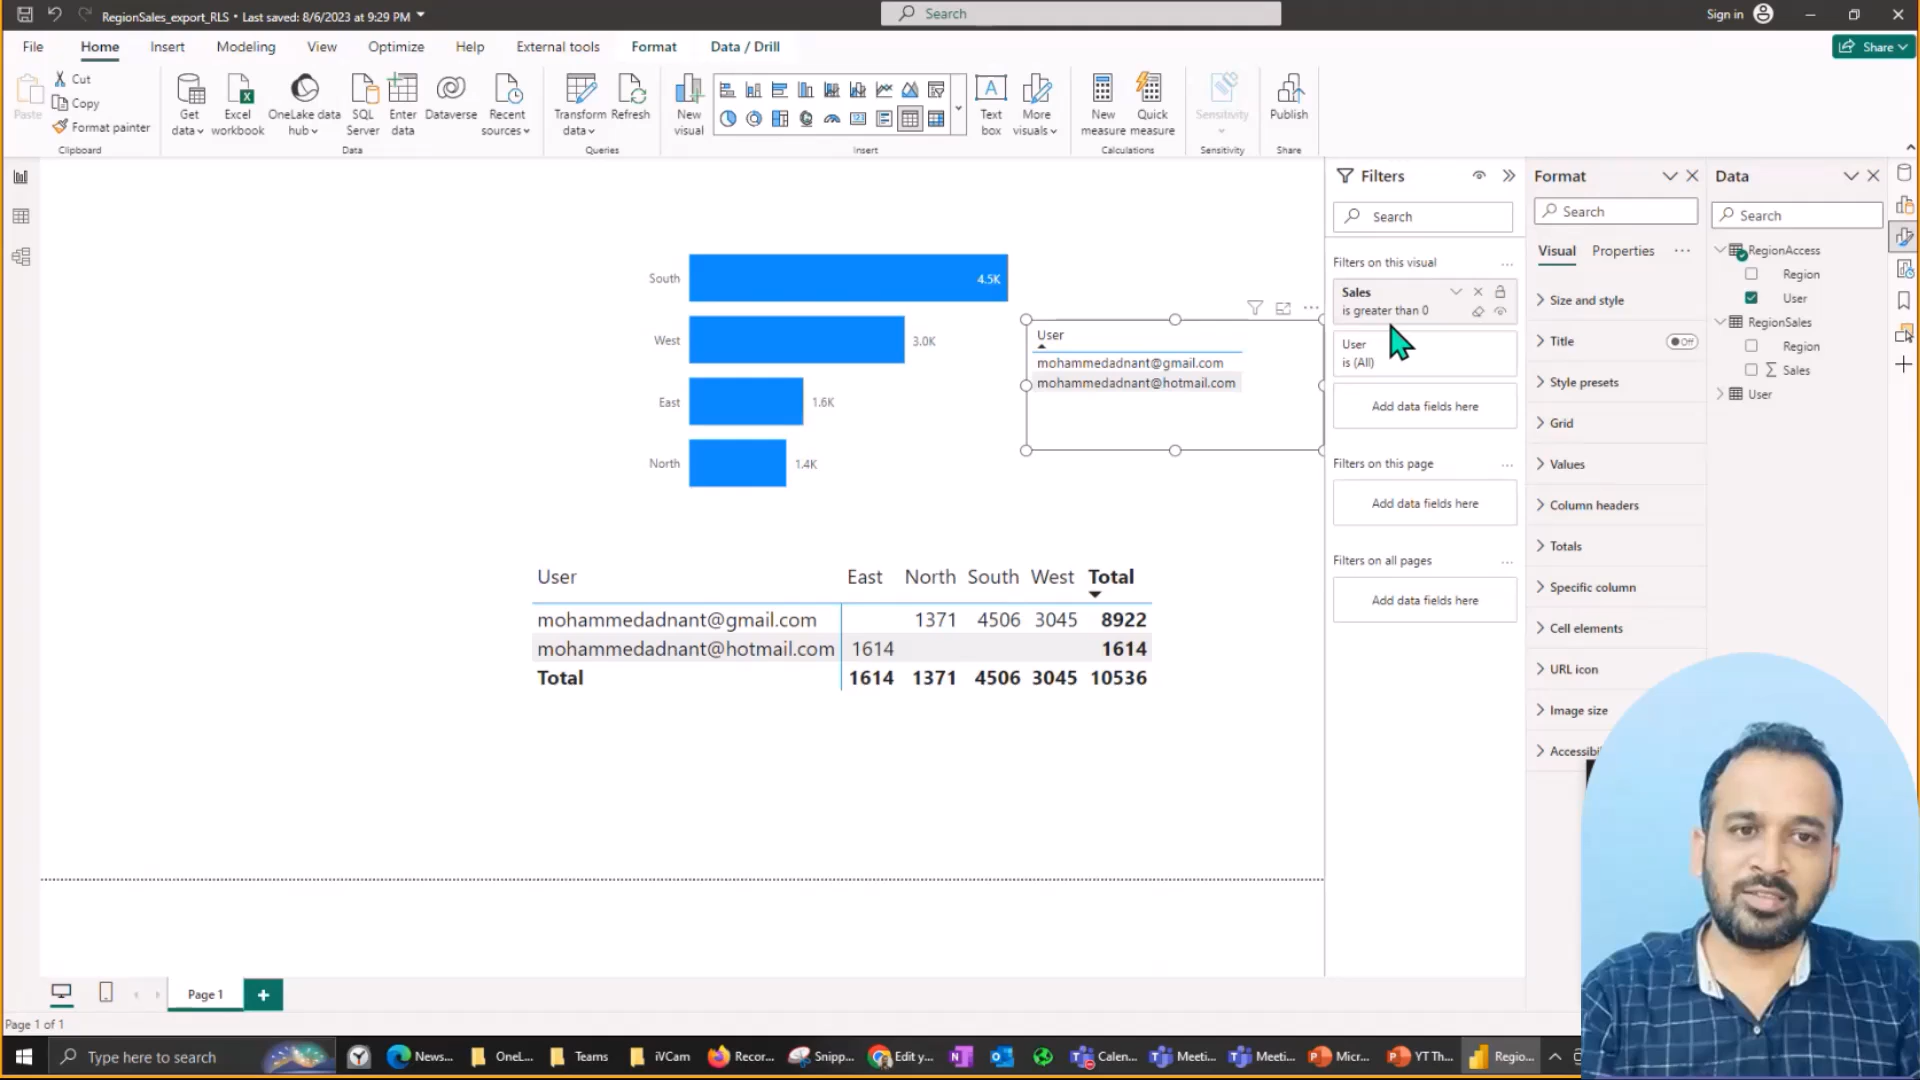 RegionSales_export_RLS • Last saved: 8/6/2023 at 9:29 PM
Search
Sign in
File Home Insert Modeling View Optimize Help External tools Format Data / Drill
Share
Paste
Cut
Copy
Format painter
Clipboard
Get data
Excel workbook
OneLake data hub
SQL Server
Enter data
Dataverse
Recent sources
Data
Transform data
Refresh
Queries
New visual
Text box
More visuals
Insert
New measure
Quick measure
Calculations
Sensitivity
Sensitivity
Publish
Share
South 4.5K
West 3.0K
East 1.6K
North 1.4K
User
mohammedadnant@gmail.com
mohammedadnant@hotmail.com
User East North South West Total
mohammedadnant@gmail.com 1371 4506 3045 8922
mohammedadnant@hotmail.com 1614 1614
Total 1614 1371 4506 3045 10536
Filters
Search
Filters on this visual
Sales
is greater than 0
User
is (All)
Add data fields here
Filters on this page
Add data fields here
Filters on all pages
Add data fields here
Format
Search
Visual Properties
Size and style
Title Off
Style presets
Grid
Values
Column headers
Totals
Specific column
Cell elements
URL icon
Image size
Data
Search
RegionAccess
Region
User
RegionSales
Region
Sales
User
Page 1
Page 1 of 1
Type here to search
News... OneL... Teams iVCam Recor... Snipp... Edit y... Calen... Meeti... Meeti... Micr... YT Th... Regio...